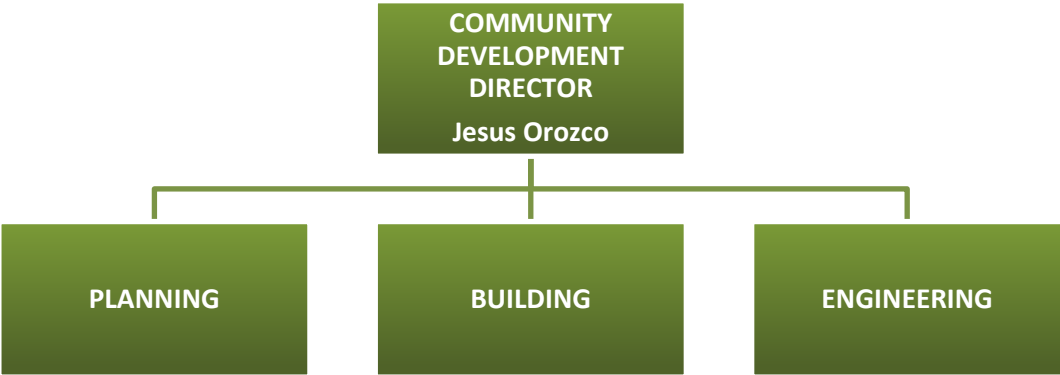 COMMUNITY
DEVELOPMENT
DIRECTOR
Jesus Orozco
PLANNING
BUILDING
ENGINEERING